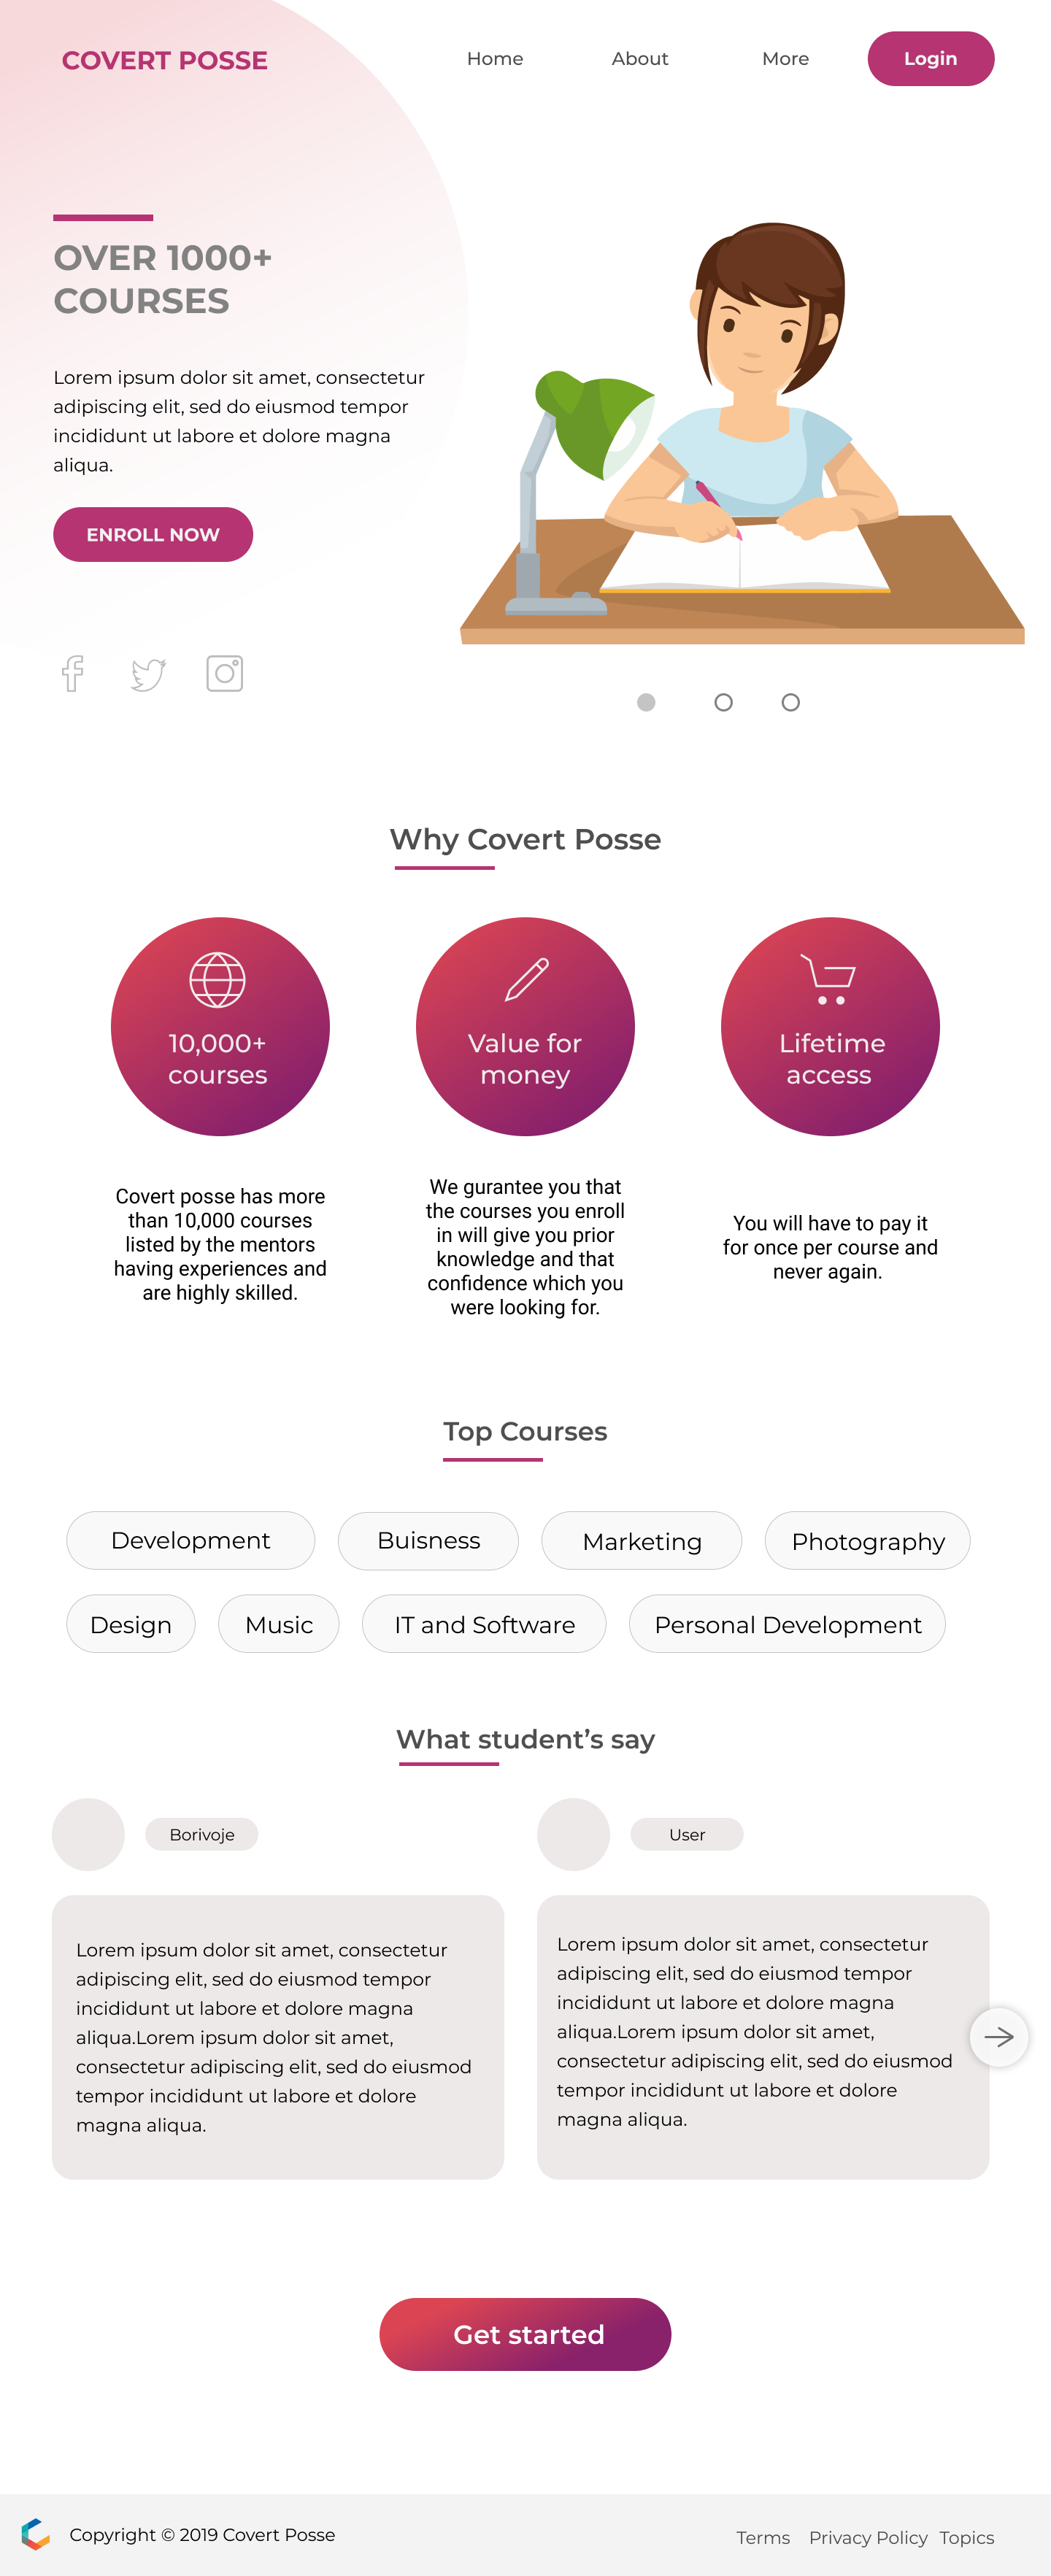 COVERT POSSE
Home
About
More
Login
OVER 1000+
COURSES
Lorem ipsum dolor sit amet, consectetur
adipiscing elit, sed do eiusmod tempor
incididunt ut labore et dolore magna
aliqua.
ENROLL NOW
Why Covert Posse
10,000+
courses
Covert posse has more
than 10,000 courses
listed by the mentors
having experiences and
are highly skilled.
Value for
money
We gurantee you that
the courses you enroll
in will give you prior
knowledge and that
confidence which you
were looking for.
Lifetime
access
You will have to pay it
for once per course and
never again.
Top Courses
Development
Buisness
Marketing
Photography
Design
Music
IT and Software
Personal Development
What student’s say
Borivoje
Lorem ipsum dolor sit amet, consectetur
adipiscing elit, sed do eiusmod tempor
incididunt ut labore et dolore magna
aliqua.Lorem ipsum dolor sit amet,
consectetur adipiscing elit, sed do eiusmod
tempor incididunt ut labore et dolore
magna aliqua.
User
Lorem ipsum dolor sit amet, consectetur
adipiscing elit, sed do eiusmod tempor
incididunt ut labore et dolore magna
aliqua.Lorem ipsum dolor sit amet,
consectetur adipiscing elit, sed do eiusmod
tempor incididunt ut labore et dolore
magna aliqua.
Get started
Copyright © 2019 Covert Posse
Terms
Privacy Policy
Topics